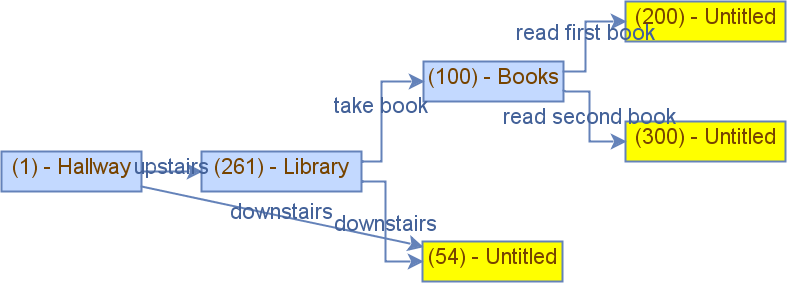 (200) - Untitled
read first book
(100) - Books
take book
read second book
(300) - Untitled
(1) - Hallway
upstairs
(261) - Library
downstairs
downstairs
(54) - Untitled